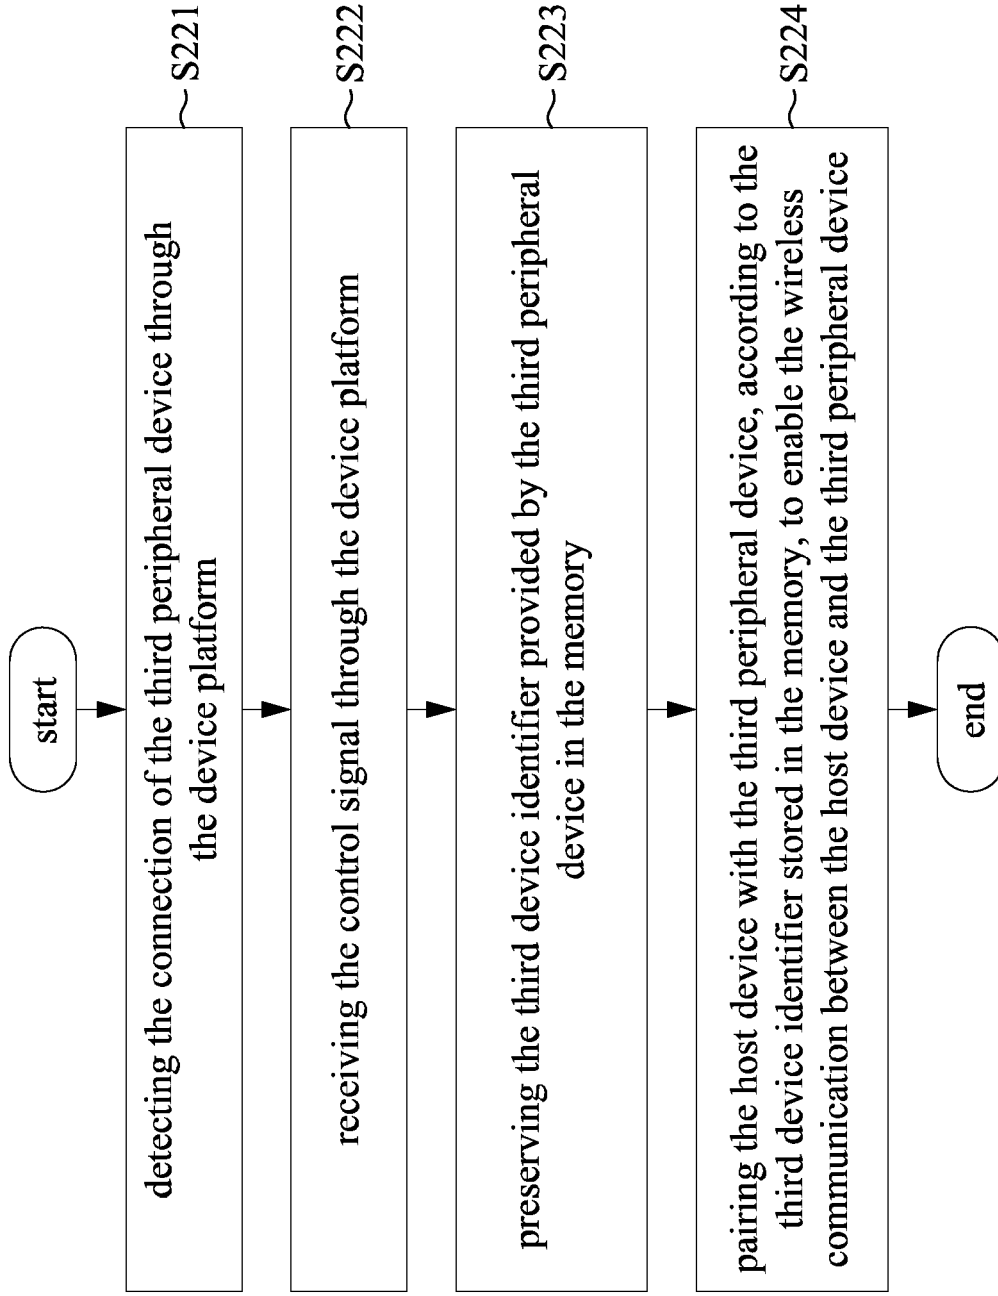 start
detecting the connection of the third peripheral device through
the device platform
S221
receiving the control signal through the device platform
S222
preserving the third device identifier provided by the third peripheral
device in the memory
S223
pairing the host device with the third peripheral device, according to the
third device identifier stored in the memory, to enable the wireless
communication between the host device and the third peripheral device
S224
end